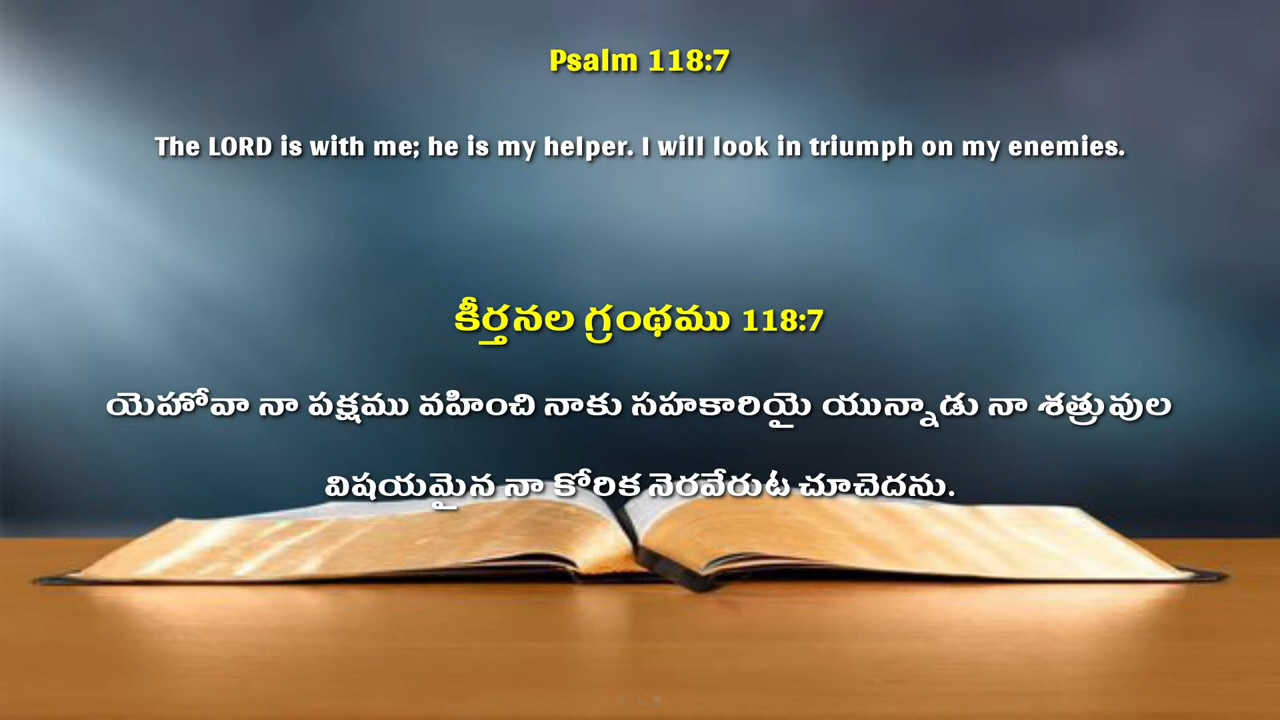 Psalm 118:7
The LORD is with me; he is my helper. I will look in triumph on my enemies.
కీర్తనల గ్రంథము 118:7
యెహోవా నా పక్షము వహించి నాకు సహకారియై యున్నాడు నా శత్రువుల
విషయమైన నా కోరిక నెరవేరుట చూచెదను.